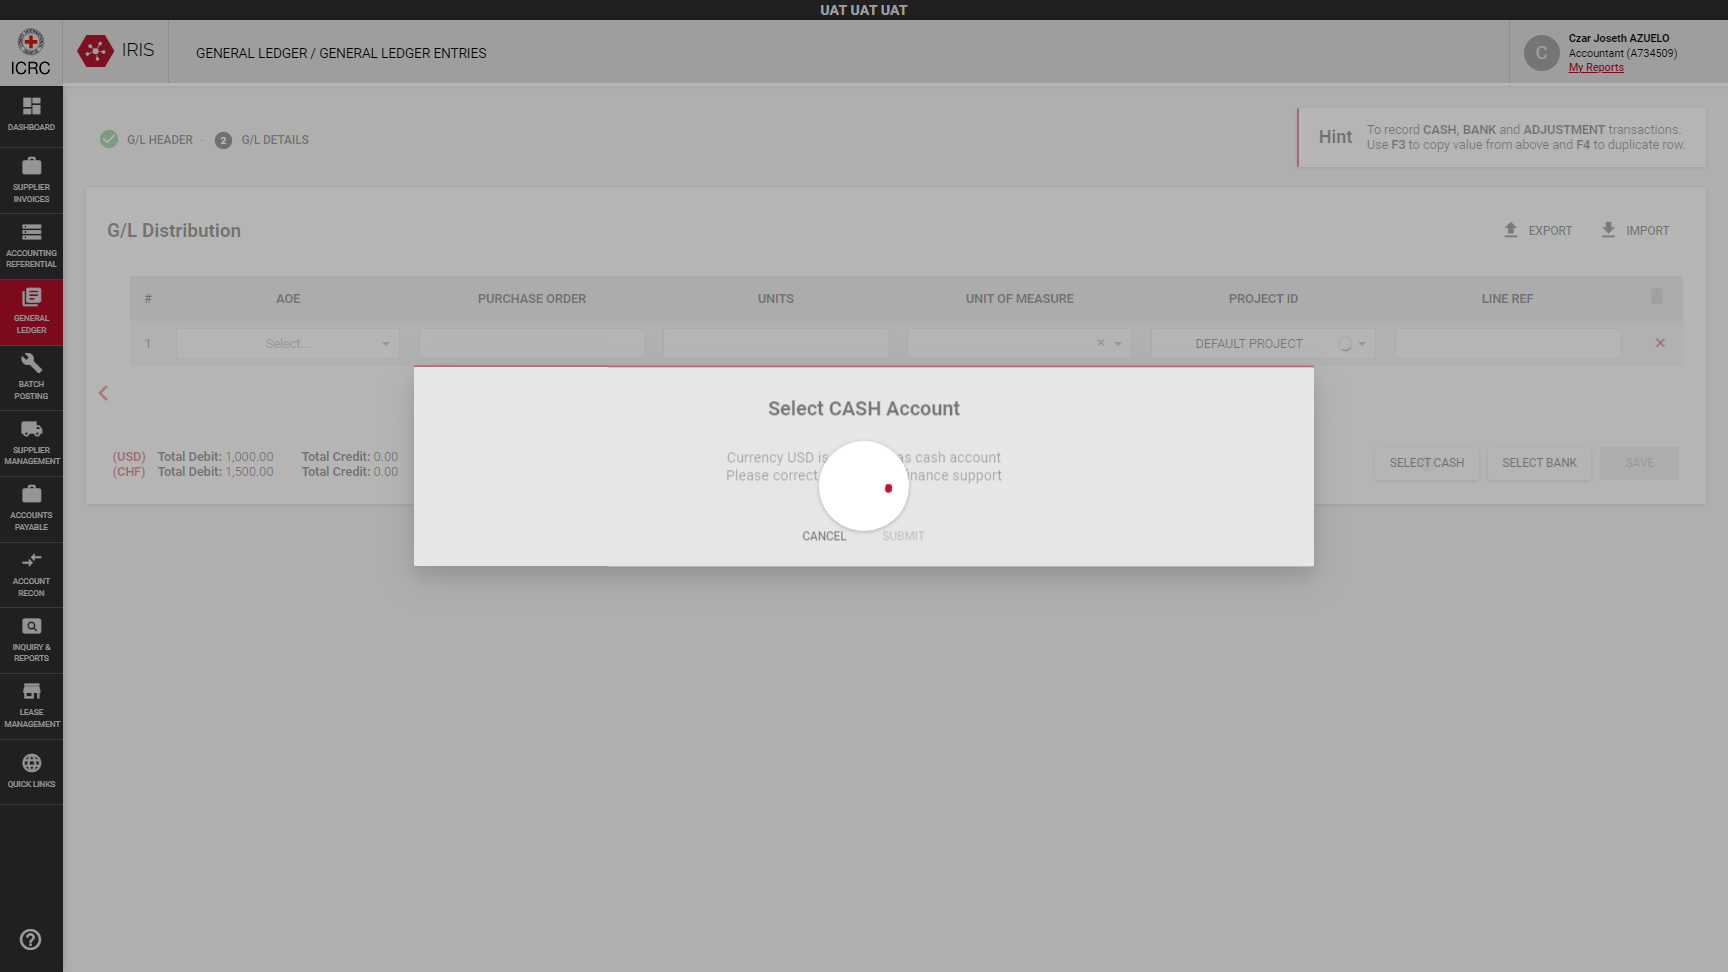 UAT UAT UAT
ICRC
IRIS
GENERAL LEDGER / GENERAL LEDGER ENTRIES
C
Czar Joseth AZUELO
Accountant (A734509)
My Reports
DASHBOARD
SUPPLIER
INVOICES
ACCOUNTING
REFERENTIAL
GENERAL
LEDGER
BATCH
POSTING
SUPPLIER
MANAGEMENT
ACCOUNTS
PAYABLE
ACCOUNT
RECON
INQUIRY &
REPORTS
LEASE
MANAGEMENT
QUICK LINKS
G/L HEADER
2 G/L DETAILS
Hint
To record CASH, BANK and ADJUSTMENT transactions.
Use F3 to copy value from above and F4 to duplicate row.
G/L Distribution
EXPORT
IMPORT
# AOE PURCHASE ORDER UNITS UNIT OF MEASURE PROJECT ID LINE REF
1 Select... × DEFAULT PROJECT
Select CASH Account
Currency USD is as cash account
Please correct inance support
CANCEL SUBMIT
(USD) Total Debit: 1,000.00 Total Credit: 0.00
(CHF) Total Debit: 1,500.00 Total Credit: 0.00
SELECT CASH
SELECT BANK
SAVE